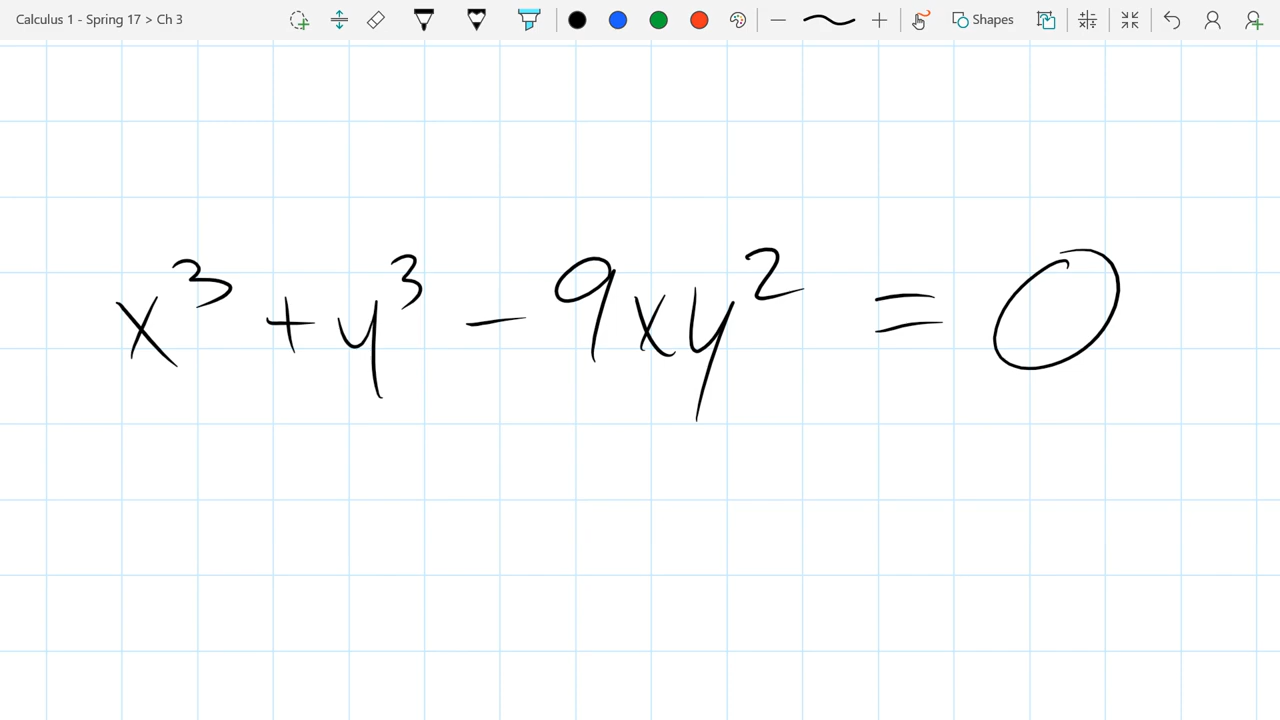 Calculus 1 - Spring 17 > Ch 3 Shapes
x³ + y³ - 9xy² = 0